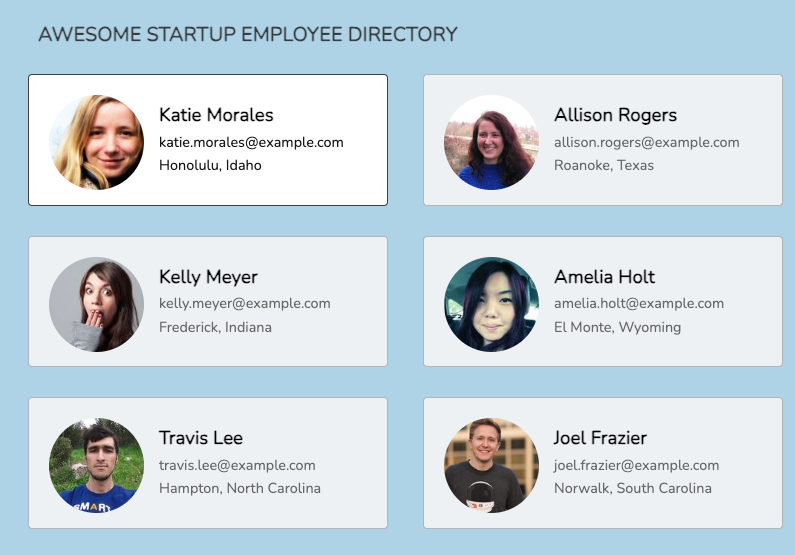 AWESOME STARTUP EMPLOYEE DIRECTORY
Katie Morales
katie.morales@example.com
Honolulu, Idaho
Allison Rogers
allison.rogers@example.com
Roanoke, Texas
Kelly Meyer
kelly.meyer@example.com
Frederick, Indiana
Amelia Holt
amelia.holt@example.com
El Monte, Wyoming
Travis Lee
travis.lee@example.com
Hampton, North Carolina
SMART
Joel Frazier
joel.frazier@example.com
Norwalk, South Carolina